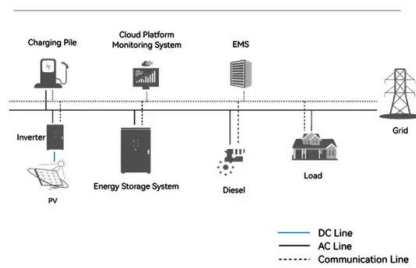 Charging Pile
Cloud Platform
Monitoring System
EMS
Grid
Inverter
PV
Energy Storage System
Diesel
Load
DC Line
AC Line
Communication Line